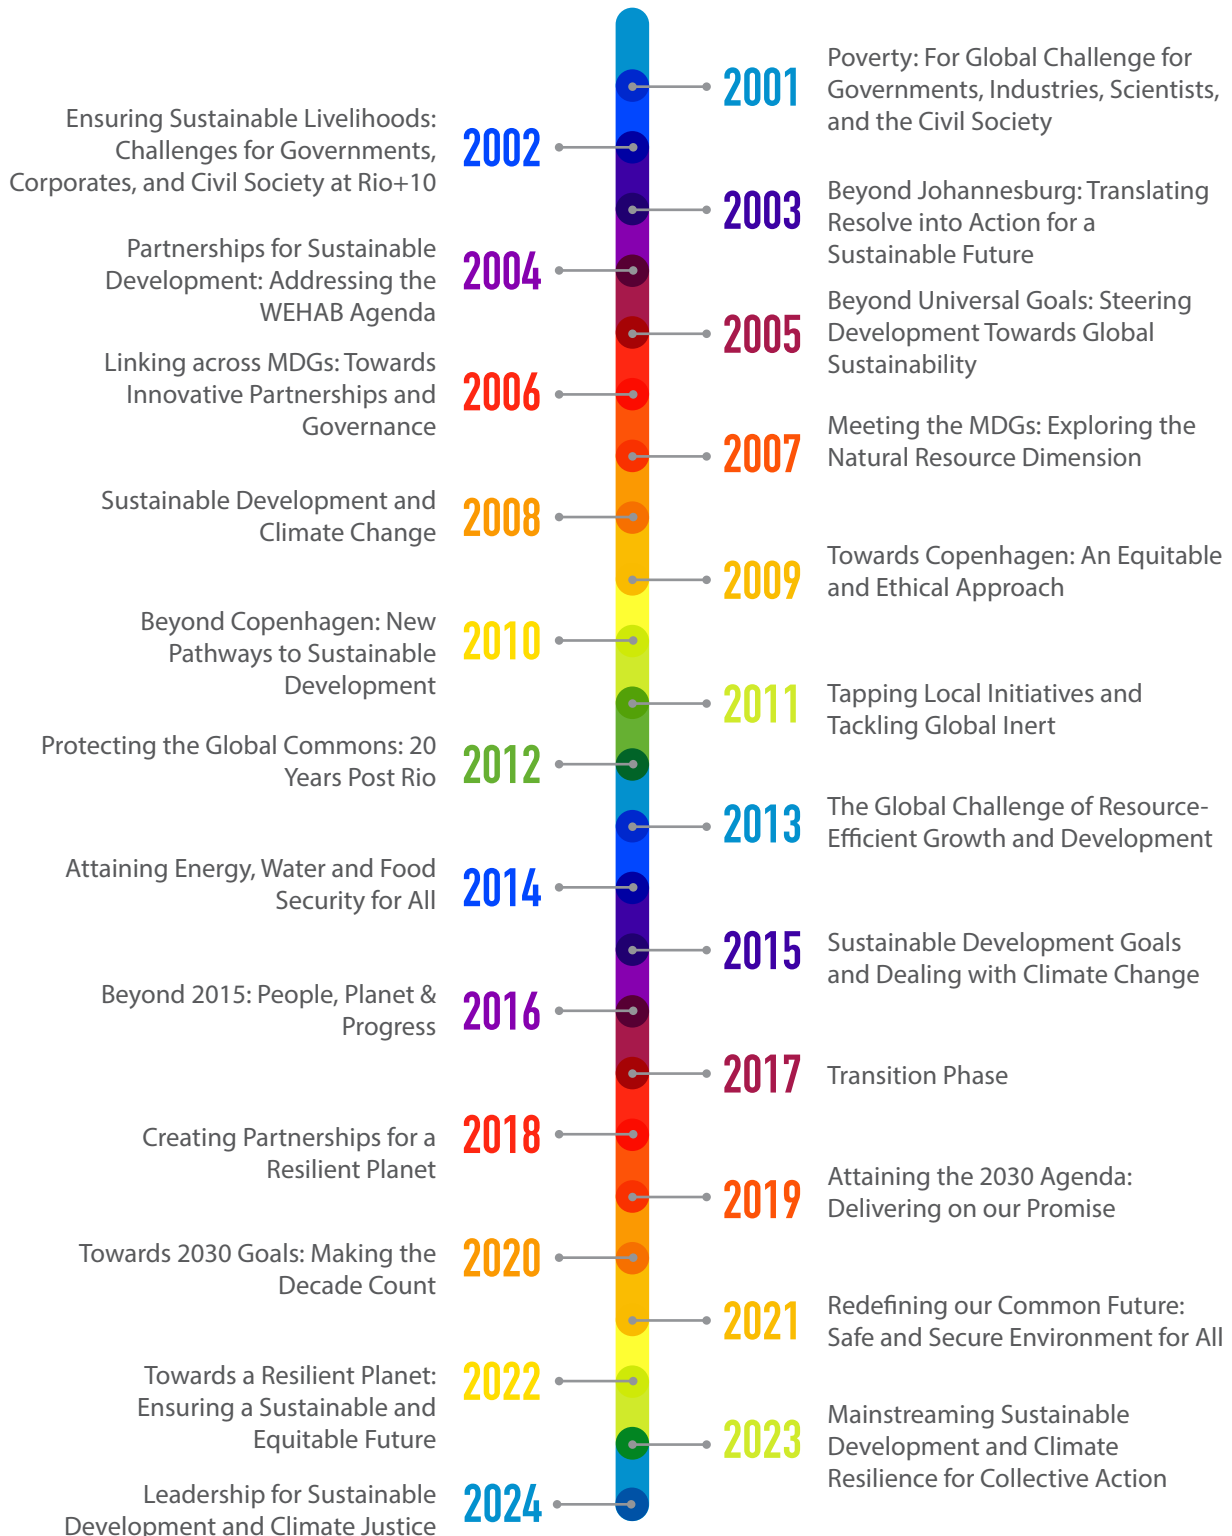 2001
Poverty: For Global Challenge for
Governments, Industries, Scientists,
and the Civil Society
Ensuring Sustainable Livelihoods:
Challenges for Governments,
Corporates, and Civil Society at Rio+10
2002
2003
Beyond Johannesburg: Translating
Resolve into Action for a
Sustainable Future
Partnerships for Sustainable
Development: Addressing the
WEHAB Agenda
2004
2005
Beyond Universal Goals: Steering
Development Towards Global
Sustainability
Linking across MDGs: Towards
Innovative Partnerships and
Governance
2006
2007
Meeting the MDGs: Exploring the
Natural Resource Dimension
Sustainable Development and
Climate Change
2008
2009
Towards Copenhagen: An Equitable
and Ethical Approach
Beyond Copenhagen: New
Pathways to Sustainable
Development
2010
2011
Tapping Local Initiatives and
Tackling Global Inert
Protecting the Global Commons: 20
Years Post Rio
2012
2013
The Global Challenge of Resource-
Efficient Growth and Development
Attaining Energy, Water and Food
Security for All
2014
2015
Sustainable Development Goals
and Dealing with Climate Change
Beyond 2015: People, Planet &
Progress
2016
2017
Transition Phase
Creating Partnerships for a
Resilient Planet
2018
2019
Attaining the 2030 Agenda:
Delivering on our Promise
Towards 2030 Goals: Making the
Decade Count
2020
2021
Redefining our Common Future:
Safe and Secure Environment for All
Towards a Resilient Planet:
Ensuring a Sustainable and
Equitable Future
2022
2023
Mainstreaming Sustainable
Development and Climate
Resilience for Collective Action
Leadership for Sustainable
Development and Climate Justice
2024